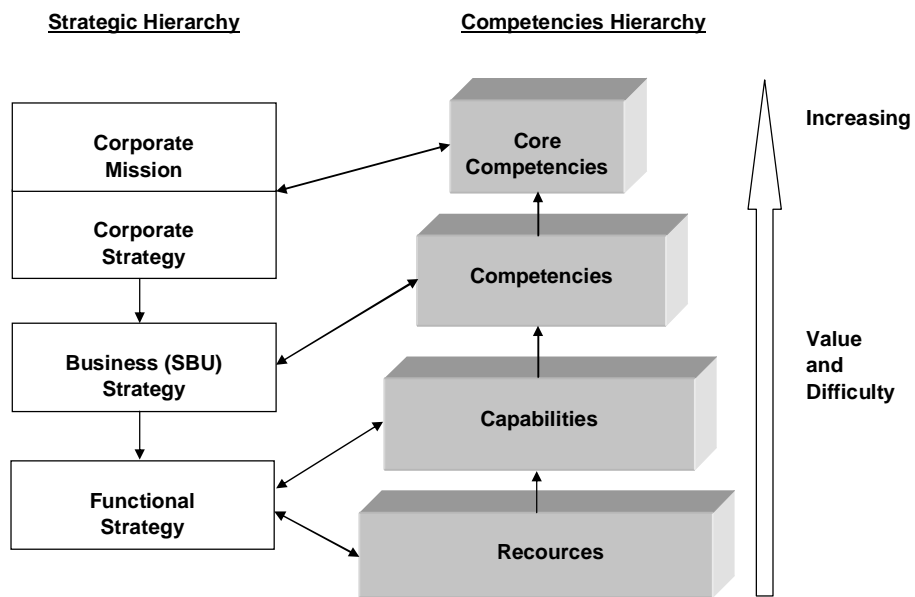 Strategic Hierarchy
Competencies Hierarchy
Corporate
Mission
Corporate
Strategy
Business (SBU)
Strategy
Functional
Strategy
Core
Competencies
Competencies
Capabilities
Recources
Increasing
Value
and
Difficulty